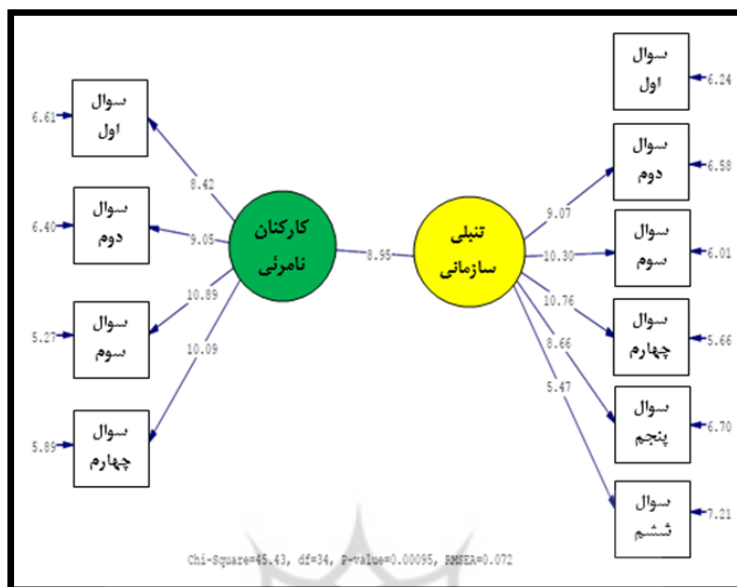 سوال
اول
6.24
سوال
دوم
6.58
9.07
سوال
سوم
6.01
10.30
سوال
چهارم
5.66
10.76
سوال
پنجم
6.70
8.66
سوال
ششم
7.21
5.47
تنبلی
سازمانی
8.95
کارکنان
نامرئی
8.42
سوال
اول
6.61
9.05
سوال
دوم
6.40
10.89
سوال
سوم
5.27
10.09
سوال
چهارم
5.89
Chi-Square=45.43, df=34, P-value=0.00095, RMSEA=0.072